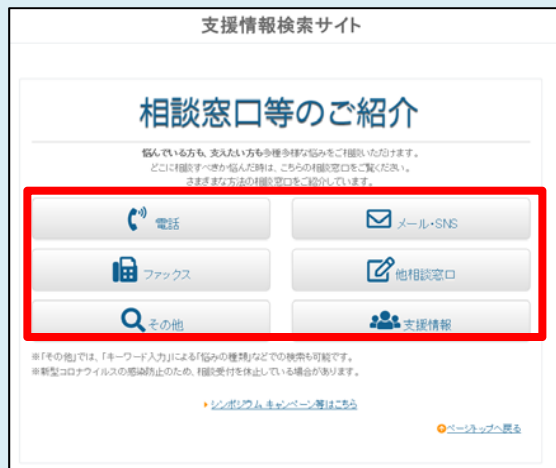 支援情報検索サイト
相談窓口等のご紹介
悩んでいる方も、支えたい方も多種多様な悩みをご相談いただけます。
どこに相談すべきか悩んだ時は、こちらの相談窓口をご覧ください。
さまざまな方法の相談窓口をご紹介しています。
電話
メール・SNS
ファックス
他相談窓口
その他
支援情報
※「その他」では、「キーワード入力」による「悩みの種類」などでの検索も可能です。
※新型コロナウイルスの感染防止のため、相談受付を休止している場合があります。
シンポジウム キャンペーン等はこちら
ページトップへ戻る